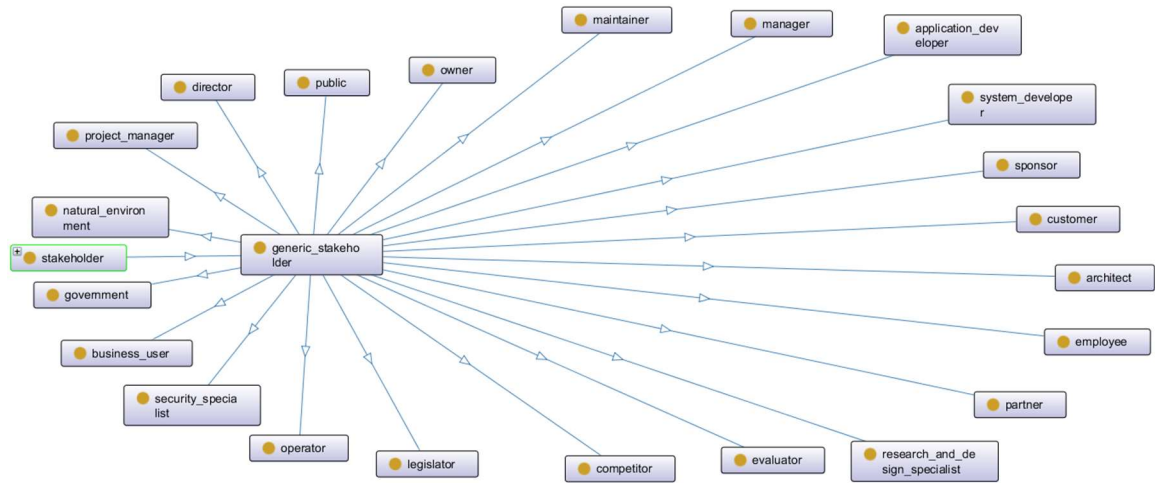 maintainer
manager
application_dev
eloper
owner
public
director
system_develope
r
project_manager
sponsor
natural_environ
ment
customer
generic_stakeho
lder
stakeholder
architect
government
employee
business_user
security_specia
list
partner
operator
legislator
competitor
evaluator
research_and_de
sign_specialist